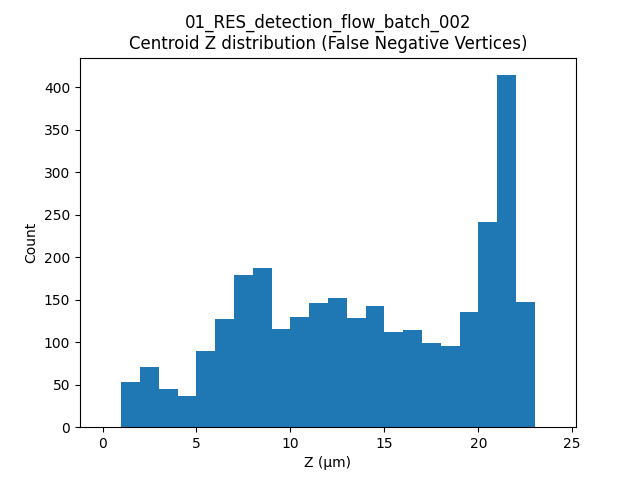 01_RES_detection_flow_batch_002
Centroid Z distribution (False Negative Vertices)
400
350
300
250
200
150
100
50
0
Count
0 5 10 15 20 25
Z (µm)